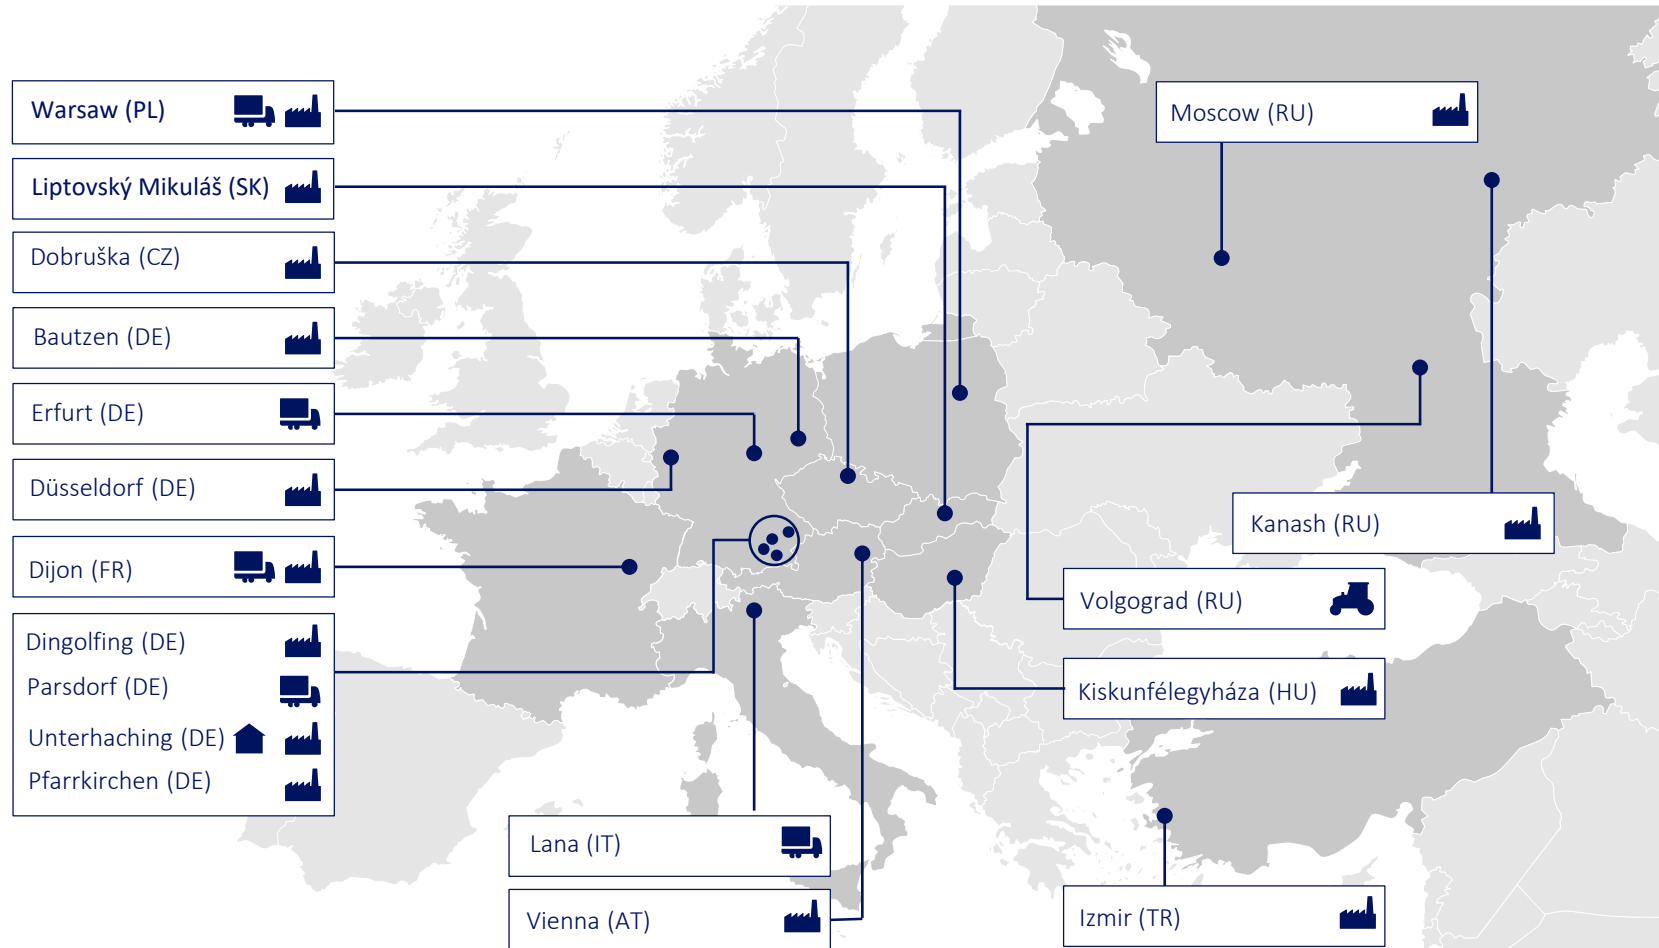 Warsaw (PL)
Liptovský Mikuláš (SK)
Dobruška (CZ)
Bautzen (DE)
Erfurt (DE)
Düsseldorf (DE)
Dijon (FR)
Dingolfing (DE)
Parsdorf (DE)
Unterhaching (DE)
Pfarrkirchen (DE)
Lana (IT)
Vienna (AT)
Moscow (RU)
Kanash (RU)
Volgograd (RU)
Kiskunfélegyháza (HU)
Izmir (TR)